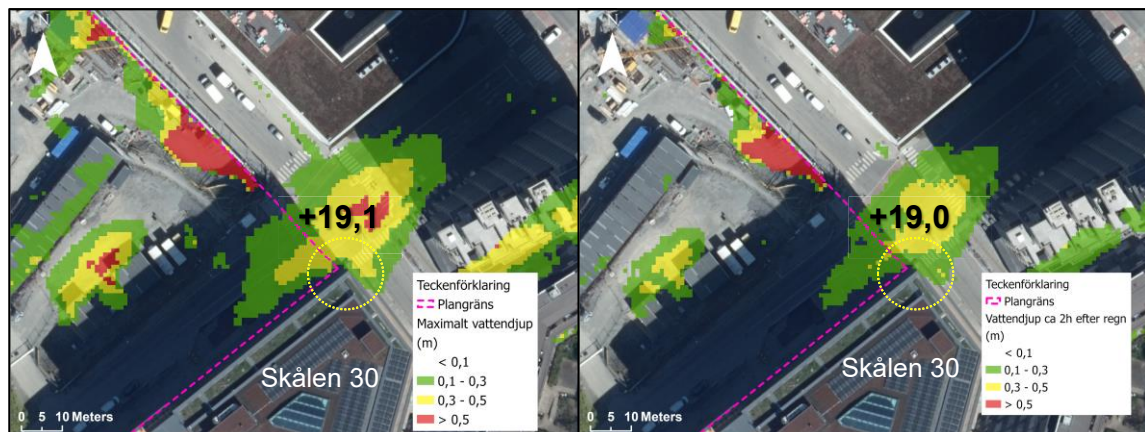 +19,1
Skålen 30
0 5 10 Meters
Teckenförklaring
Plangräns
Maximalt vattendjup
(m)
< 0,1
0,1 - 0,3
0,3 - 0,5
> 0,5
+19,0
Skålen 30
0 5 10 Meters
Teckenförklaring
Plangräns
Vattendjup ca 2h efter regn
(m)
< 0,1
0,1 - 0,3
0,3 - 0,5
> 0,5